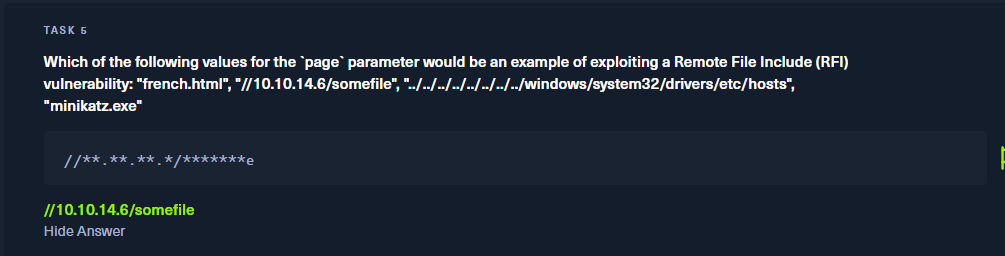 TASK 5
Which of the following values for the `page` parameter would be an example of exploiting a Remote File Include (RFI)
vulnerability: "french.html", "//10.10.14.6/somefile", "../../../../../../../../windows/system32/drivers/etc/hosts",
"minikatz.exe"
//**.**.**.*/*******e
//10.10.14.6/somefile
Hide Answer